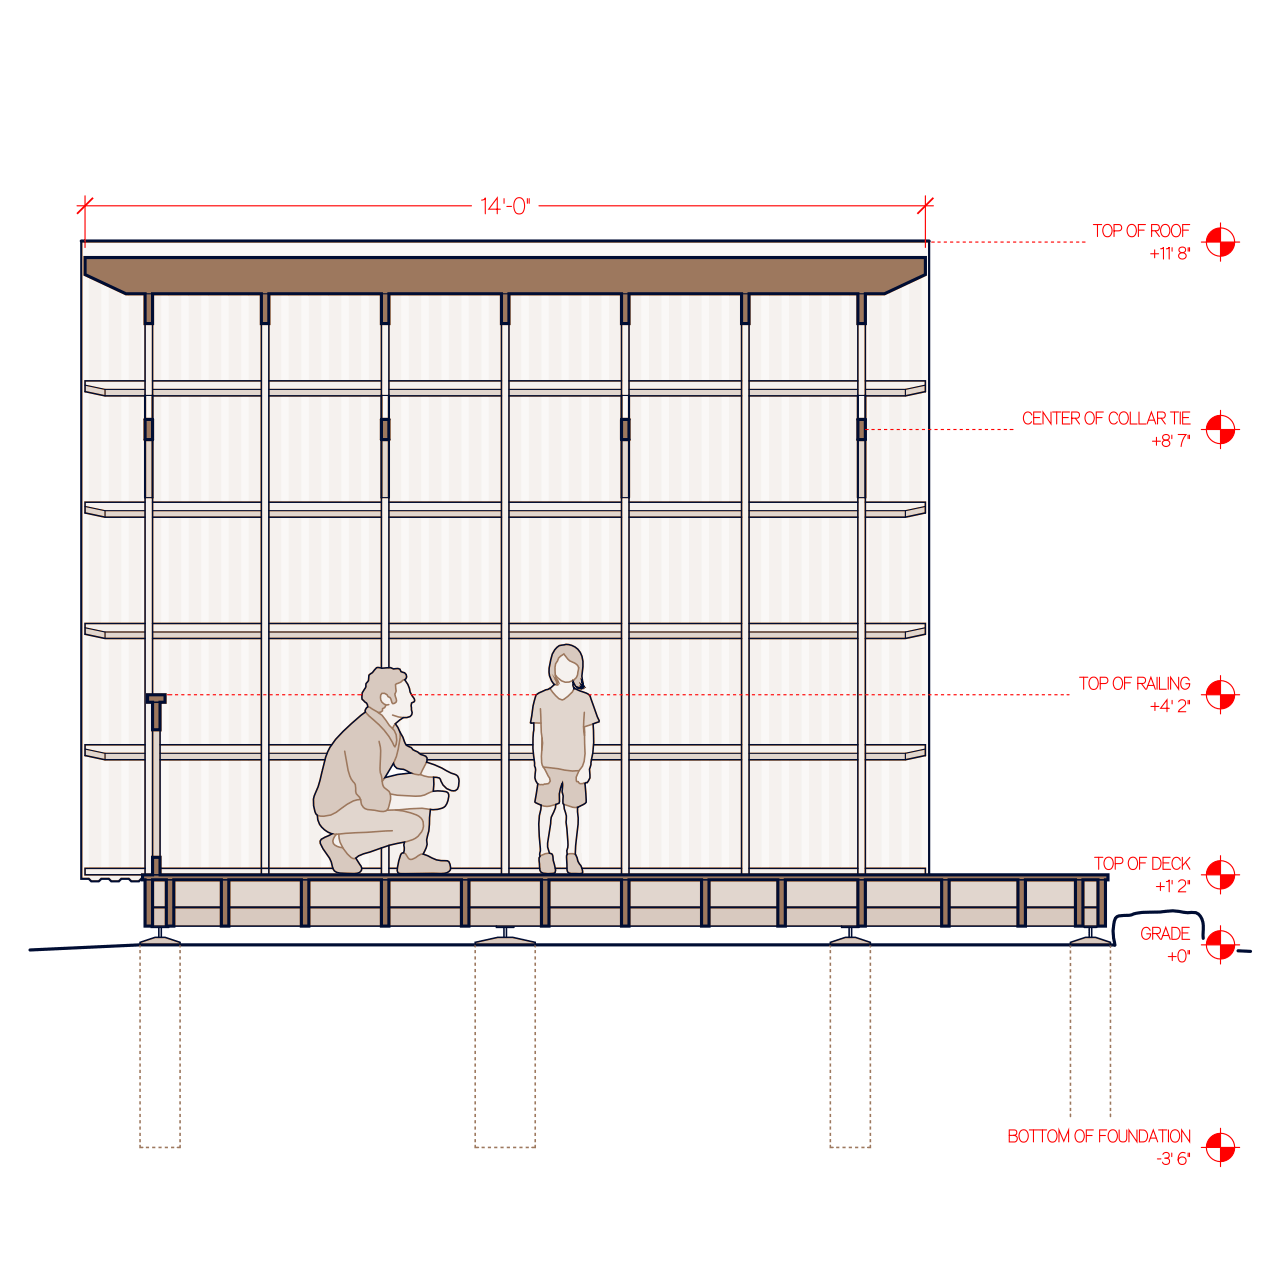 14'-0"
TOP OF ROOF
+11' 8"
CENTER OF COLLAR TIE
+8' 7"
TOP OF RAILING
+4' 2"
TOP OF DECK
+1' 2"
GRADE
+0"
BOTTOM OF FOUNDATION
-3' 6"